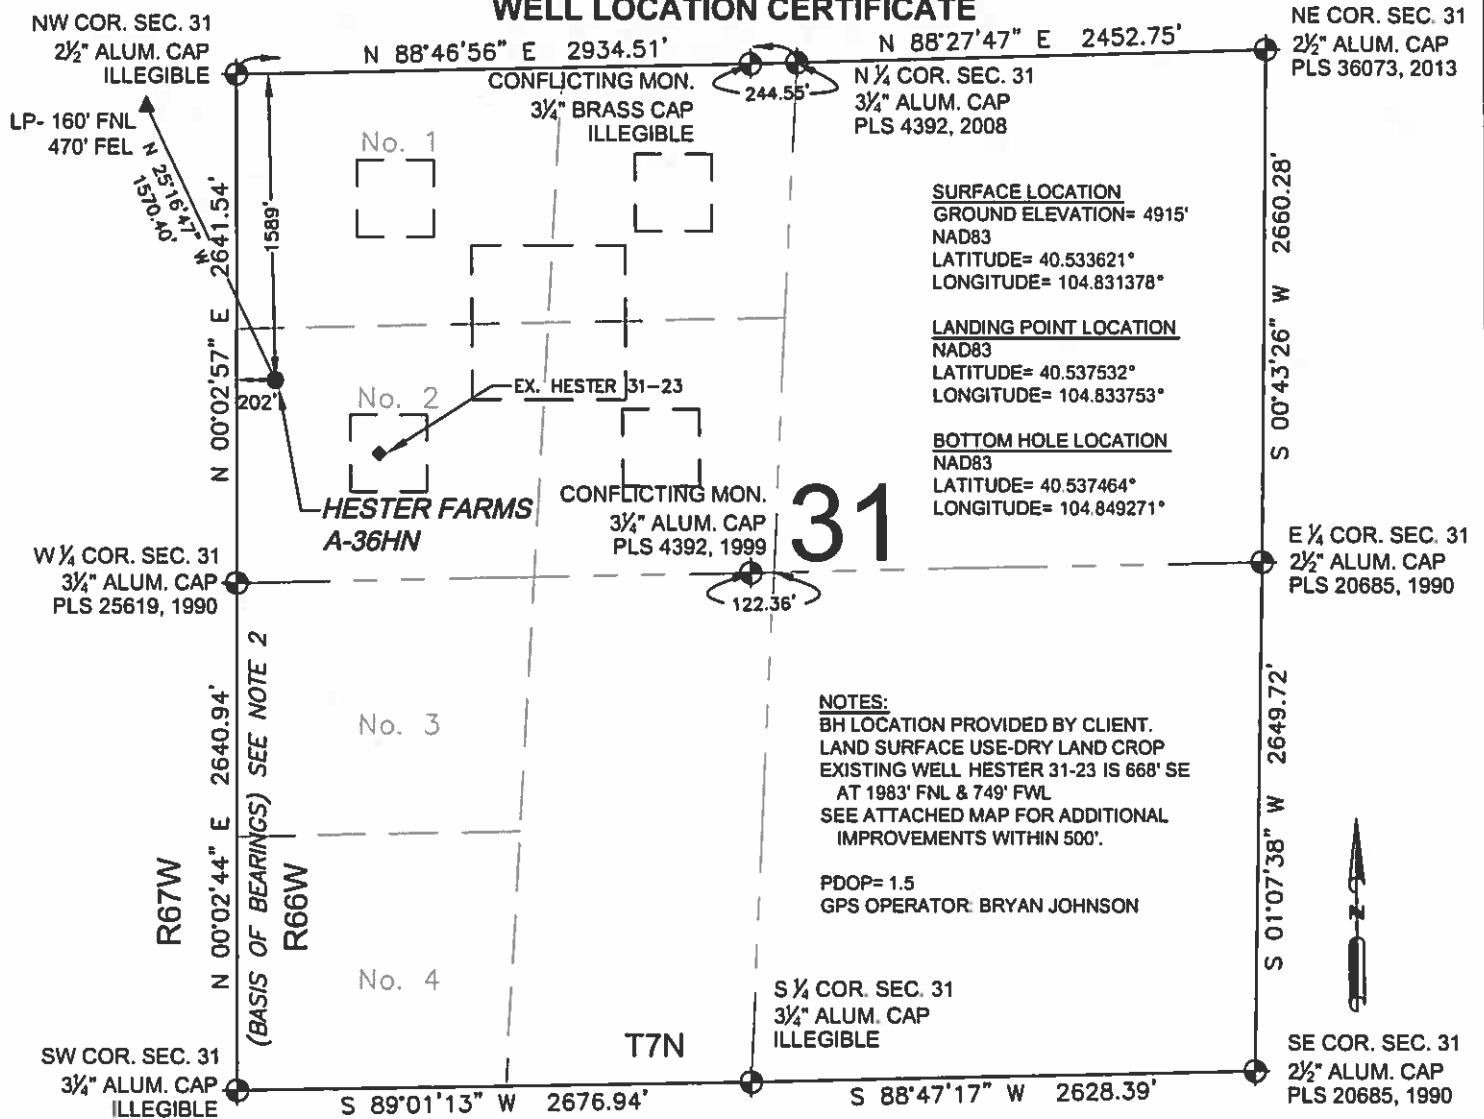 WELL LOCATION CERTIFICATE
NW COR. SEC. 31
2½" ALUM. CAP
ILLEGIBLE
N 88°46'56" E 2934.51'
N 88°27'47" E 2452.75'
NE COR. SEC. 31
2½" ALUM. CAP
PLS 36073, 2013
CONFLICTING MON.
3¼" BRASS CAP
ILLEGIBLE
244.55'
N ¼ COR. SEC. 31
3¼" ALUM. CAP
PLS 4392, 2008
LP- 160' FNL
470' FEL
N 25°16'47" W
1570.40'
No. 1
1589'
N 00°02'57" E 2641.54'
S 00°43'26" W 2660.28'
SURFACE LOCATION
GROUND ELEVATION= 4915'
NAD83
LATITUDE= 40.533621°
LONGITUDE= 104.831378°
LANDING POINT LOCATION
NAD83
LATITUDE= 40.537532°
LONGITUDE= 104.833753°
BOTTOM HOLE LOCATION
NAD83
LATITUDE= 40.537464°
LONGITUDE= 104.849271°
202'
No. 2
EX. HESTER 31-23
HESTER FARMS
A-36HN
CONFLICTING MON.
3¼" ALUM. CAP
PLS 4392, 1999
31
W ¼ COR. SEC. 31
3¼" ALUM. CAP
PLS 25619, 1990
122.36'
E ¼ COR. SEC. 31
2½" ALUM. CAP
PLS 20685, 1990
N 00°02'44" E 2640.94'
(BASIS OF BEARINGS) SEE NOTE 2
No. 3
NOTES:
BH LOCATION PROVIDED BY CLIENT.
LAND SURFACE USE-DRY LAND CROP
EXISTING WELL HESTER 31-23 IS 668' SE
AT 1983' FNL & 749' FWL
SEE ATTACHED MAP FOR ADDITIONAL
IMPROVEMENTS WITHIN 500'.
PDOP= 1.5
GPS OPERATOR: BRYAN JOHNSON
S 01°07'38" W 2649.72'
R67W
R66W
No. 4
N
S ¼ COR. SEC. 31
3¼" ALUM. CAP
ILLEGIBLE
T7N
SW COR. SEC. 31
3¼" ALUM. CAP
ILLEGIBLE
S 89°01'13" W 2676.94'
S 88°47'17" W 2628.39'
SE COR. SEC. 31
2½" ALUM. CAP
PLS 20685, 1990